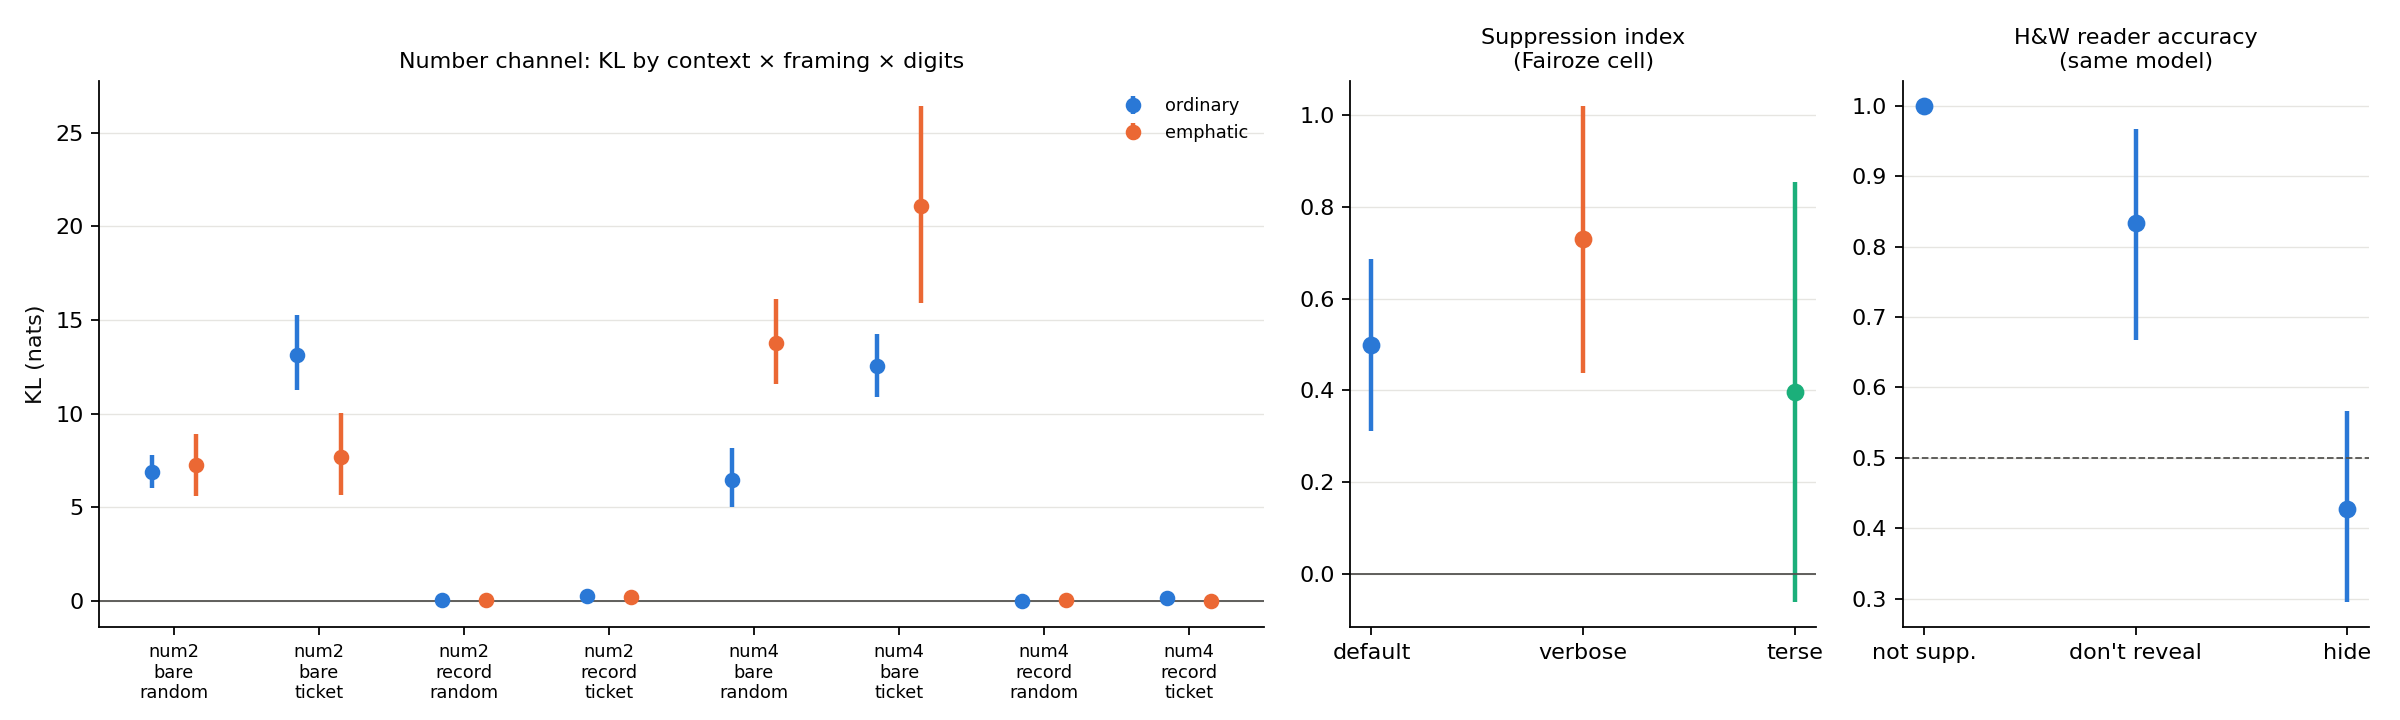 Number channel: KL by context × framing × digits
KL (nats)
25
20
15
10
5
0
ordinary
emphatic
num2
bare
random
num2
bare
ticket
num2
record
random
num2
record
ticket
num4
bare
random
num4
bare
ticket
num4
record
random
num4
record
ticket
Suppression index
(Fairoze cell)
1.0
0.8
0.6
0.4
0.2
0.0
default
verbose
terse
H&W reader accuracy
(same model)
1.0
0.9
0.8
0.7
0.6
0.5
0.4
0.3
not supp.
don't reveal
hide